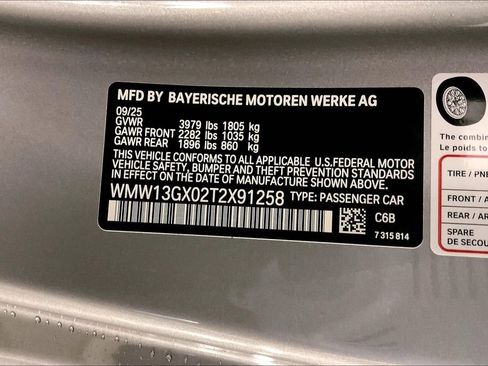 MFD BY BAYERISCHE MOTOREN WERKE AG
09/25
GVWR 3979 lbs 1805 kg
GAWR FRONT 2282 lbs 1035 kg
GAWR REAR 1896 lbs 860 kg
THIS VEHICLE CONFORMS TO ALL APPLICABLE U.S.FEDERAL MOTOR
VEHICLE SAFETY, BUMPER AND THEFT PREVENTION STANDARDS
IN EFFECT ON THE DATE OF MANUFACTURE SHOWN ABOVE.
WMW13GX02T2X91258 TYPE: PASSENGER CAR
C6B
7 315 814
The combin
Le poids to
TIRE / PNE
FRONT / A
REAR / AR
SPARE
DE SECOU